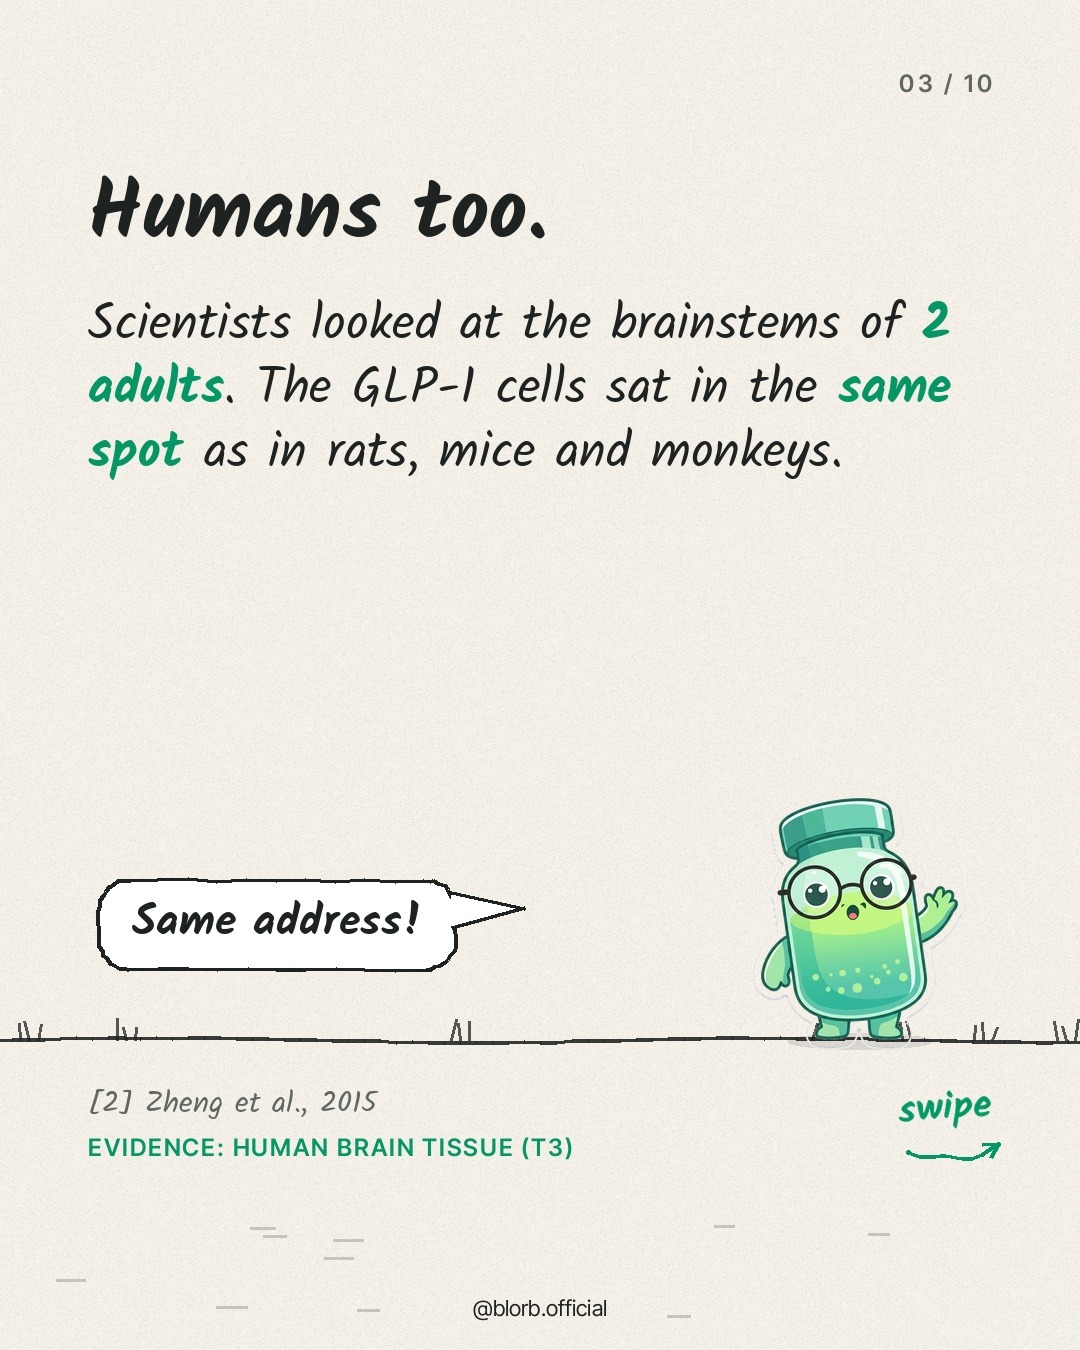 03 / 10
Humans too.
Scientists looked at the brainstems of 2
adults. The GLP-1 cells sat in the same
spot as in rats, mice and monkeys.
Same address!
[2] Zheng et al., 2015
EVIDENCE: HUMAN BRAIN TISSUE (T3)
swipe
@blorb.official